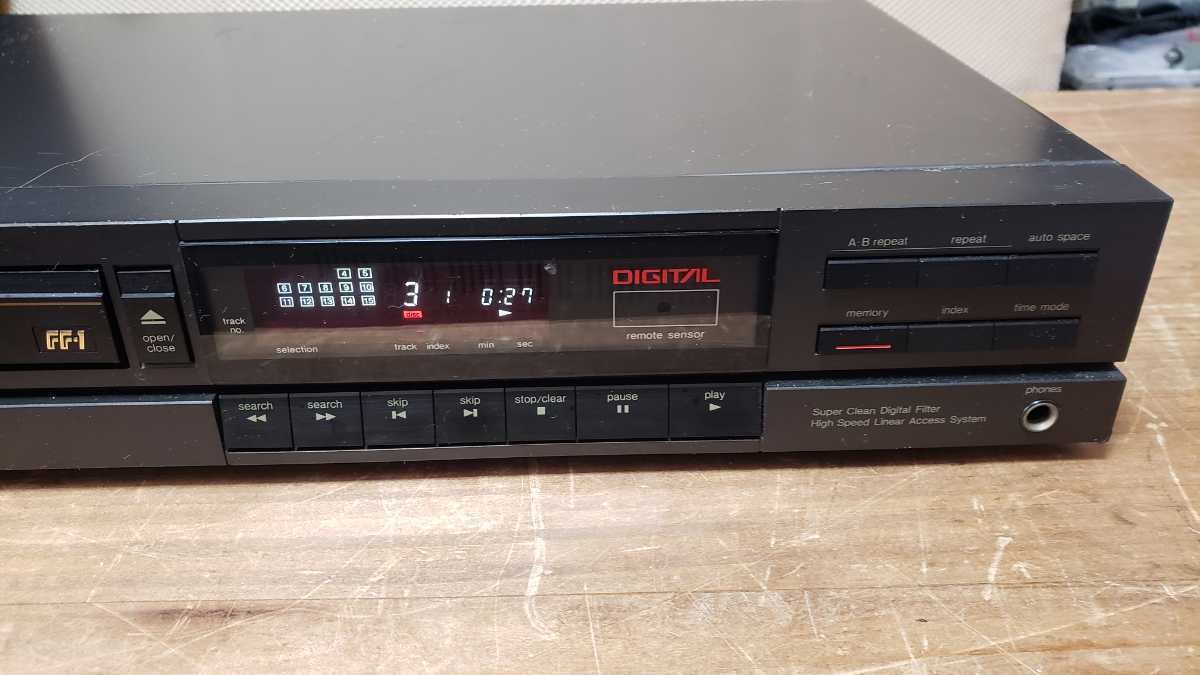 A-B repeat repeat auto space
DIGITAL
4 5
6 7 8 9 10
11 12 13 14 15
3 1 0:27
disc
track no.
selection track index min sec
remote sensor
memory index time mode
FF-1
open/
close
search search skip skip stop/clear pause play
phones
Super Clean Digital Filter
High Speed Linear Access System